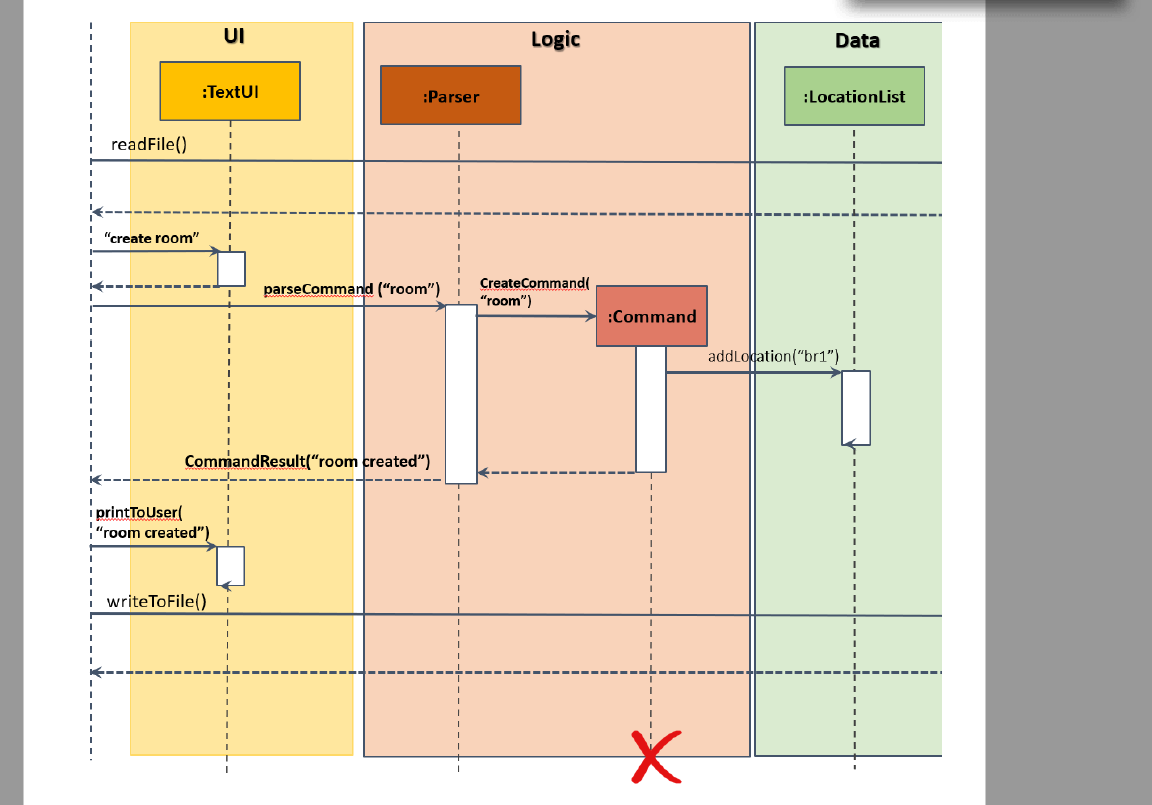 UI
Logic
Data
:TextUI
:Parser
:LocationList
readFile()
“create room”
parseCommand (“room”)
CreateCommand(
“room”)
:Command
addLocation(“br1”)
CommandResult(“room created”)
printToUser(
“room created”)
writeToFile()